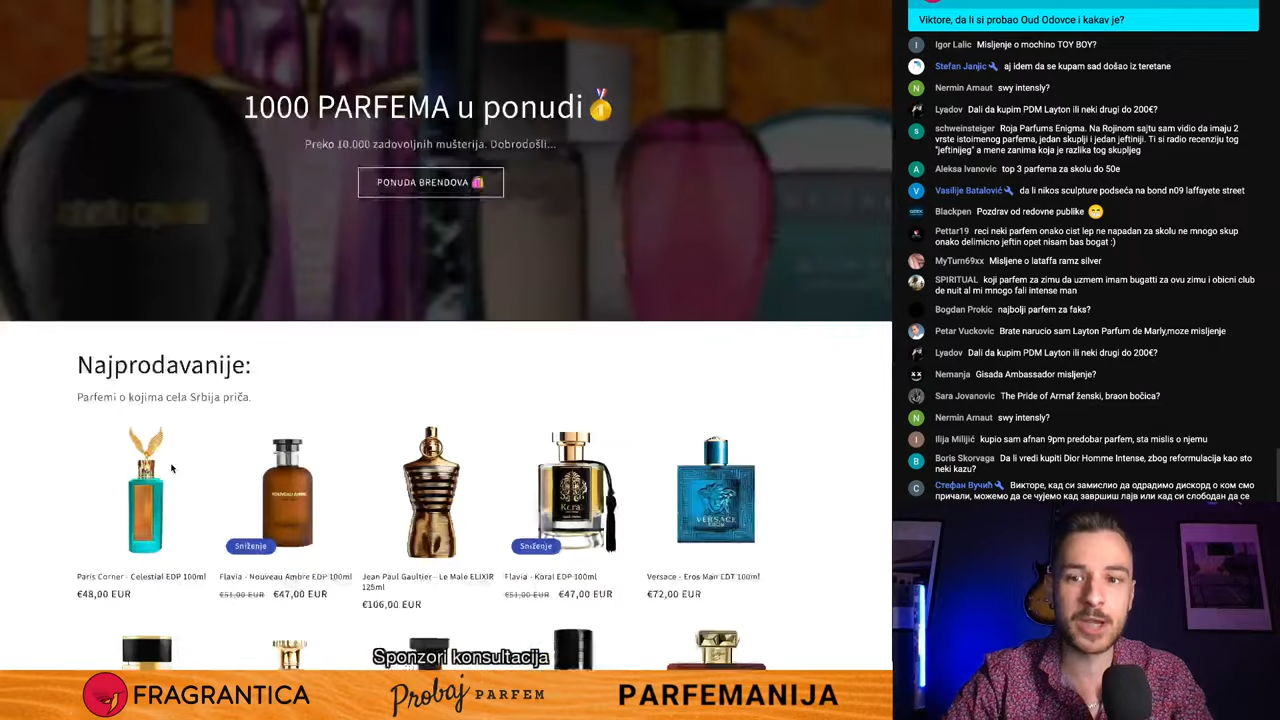 1000 PARFEMA u ponudi🥇
Preko 10.000 zadovoljnih mušterija. Dobrodošli...
PONUDA BRENDOVA 🛍️
Najprodavanije:
Parfemi o kojima cela Srbija priča.
VERSACE
Sniženje
Sniženje
Paris Corner - Celestial EDP 100ml
€48,00 EUR
Flavia - Nouveau Ambre EDP 100ml
€51,00 EUR €47,00 EUR
Jean Paul Gaultier - Le Male ELIXIR
125ml
€106,00 EUR
Flavia - Koral EDP 100ml
€51,00 EUR €47,00 EUR
Versace - Eros Man EDT 100ml
€72,00 EUR
Sponzori konsultacija
FRAGRANTICA
Probaj PARFEM
PARFEMANIJA
Viktore, da li si probao Oud Odovce i kakav je?
Igor Lalic Misljenje o mochino TOY BOY?
Stefan Janjic aj idem da se kupam sad došao iz teretane
Nermin Arnaut swy intensly?
Lyadov Dali da kupim PDM Layton ili neki drugi do 200€?
schweinsteiger Roja Parfums Enigma. Na Rojinom sajtu sam vidio da imaju 2
vrste istoimenog parfema, jedan skuplji i jedan jeftiniji. Ti si radio recenziju tog
"jeftinijeg" a mene zanima koja je razlika tog skupljeg
Aleksa Ivanovic top 3 parfema za skolu do 50e
Vasilije Batalović da li nikos sculpture podseća na bond n09 laffayete street
Blackpen Pozdrav od redovne publike 😁
Pettar19 reci neki parfem onako cist lep ne napadan za skolu ne mnogo skup
onako delimicno jeftin opet nisam bas bogat :)
MyTurn69xx Misljene o lataffa ramz silver
SPIRITUAL koji parfem za zimu da uzmem imam bugatti za ovu zimu i obicni club
de nuit al mi mnogo fali intense man
Bogdan Prokic najbolji parfem za faks?
Petar Vuckovic Brate narucio sam Layton Parfum de Marly,moze misljenje
Lyadov Dali da kupim PDM Layton ili neki drugi do 200€?
Nemanja Gisada Ambassador misljenje?
Sara Jovanovic The Pride of Armaf ženski, braon bočica?
Nermin Arnaut swy intensly?
Ilija Milijić kupio sam afnan 9pm predobar parfem, sta mislis o njemu
Boris Skorvaga Da li vredi kupiti Dior Homme Intense, zbog reformulacija kao sto
neki kazu?
Стефан Вучић Викторе, кад си замислио да одрадимо дискорд о ком смо
причали, можемо да се чујемо кад завршиш лајв или кад си слободан да се